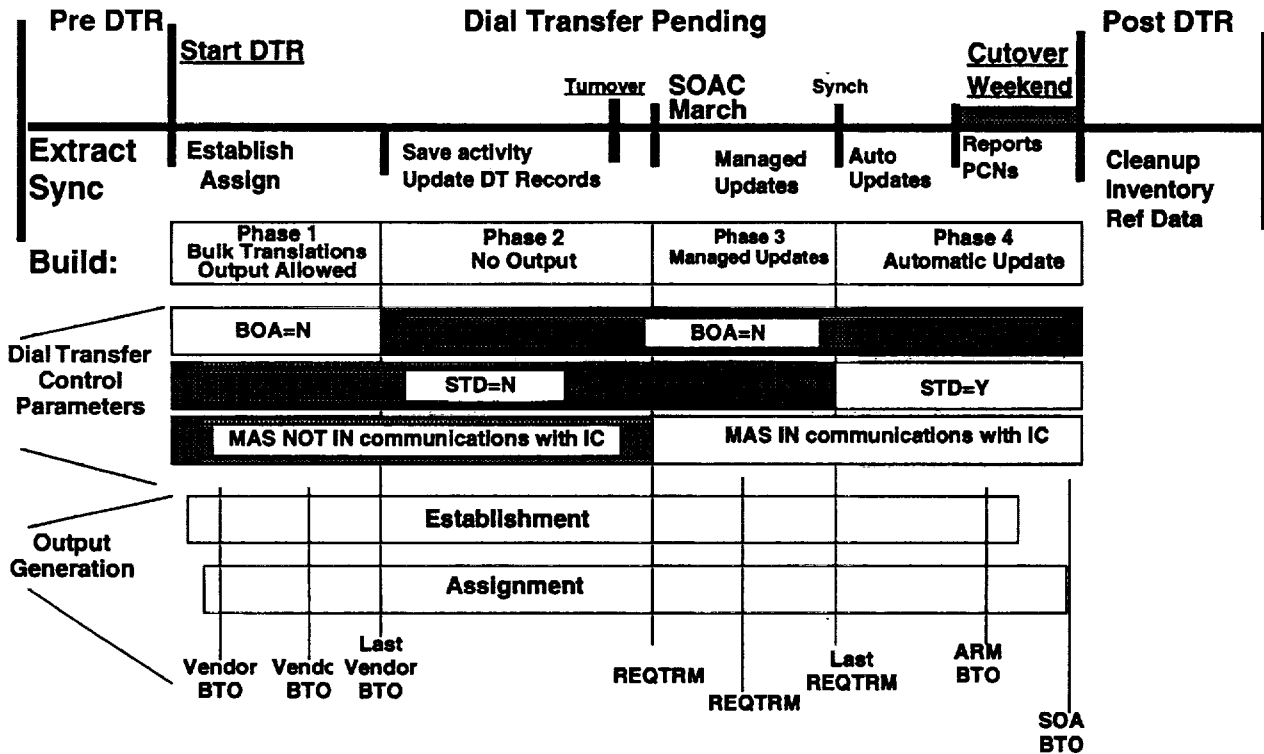 Pre DTR
Dial Transfer Pending
Post DTR
Start DTR
Turnover
SOAC
March
Synch
Cutover
Weekend
Extract
Sync
Establish
Assign
Save activity
Update DT Records
Managed
Updates
Auto
Updates
Reports
PCNs
Cleanup
Inventory
Ref Data
Build:
Phase 1
Bulk Translations
Output Allowed
Phase 2
No Output
Phase 3
Managed Updates
Phase 4
Automatic Update
Dial Transfer
Control
Parameters
BOA=N
BOA=N
STD=N
STD=Y
MAS NOT IN communications with IC
MAS IN communications with IC
Output
Generation
Establishment
Assignment
Vendor
BTO
Vendc
BTO
Last
Vendor
BTO
REQTRM
REQTRM
Last
REQTRM
ARM
BTO
SOA
BTO